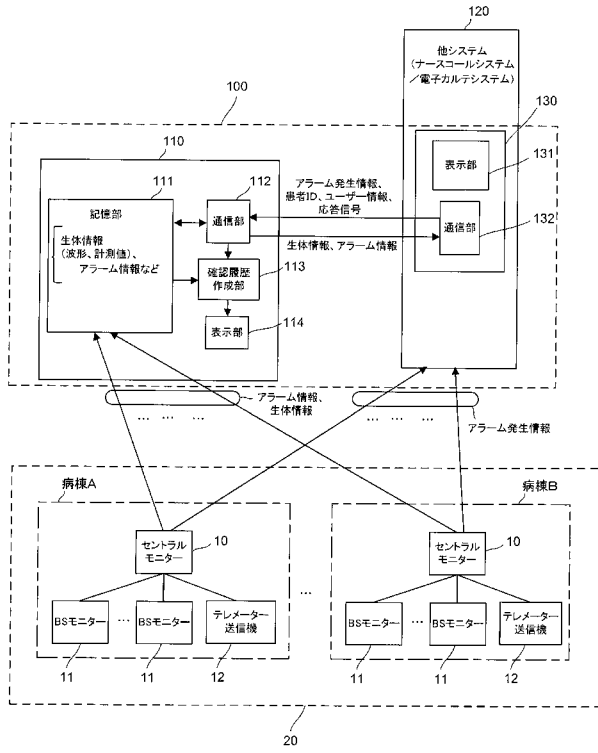 120
他システム
(ナースコールシステム
/電子カルテシステム)
100
130
110
表示部
131
111
112
アラーム発生情報、
患者ID、ユーザー情報、
応答信号
記憶部
通信部
通信部
132
生体情報
(波形、計測値)、
アラーム情報など
生体情報、アラーム情報
確認履歴
作成部
113
表示部
114
アラーム情報、
生体情報
… … …
… … …
アラーム発生情報
病棟A
病棟B
セントラル
モニター
10
セントラル
モニター
10
…
BSモニター
…
BSモニター
テレメーター
送信機
BSモニター
…
BSモニター
テレメーター
送信機
11
11
12
11
11
12
20